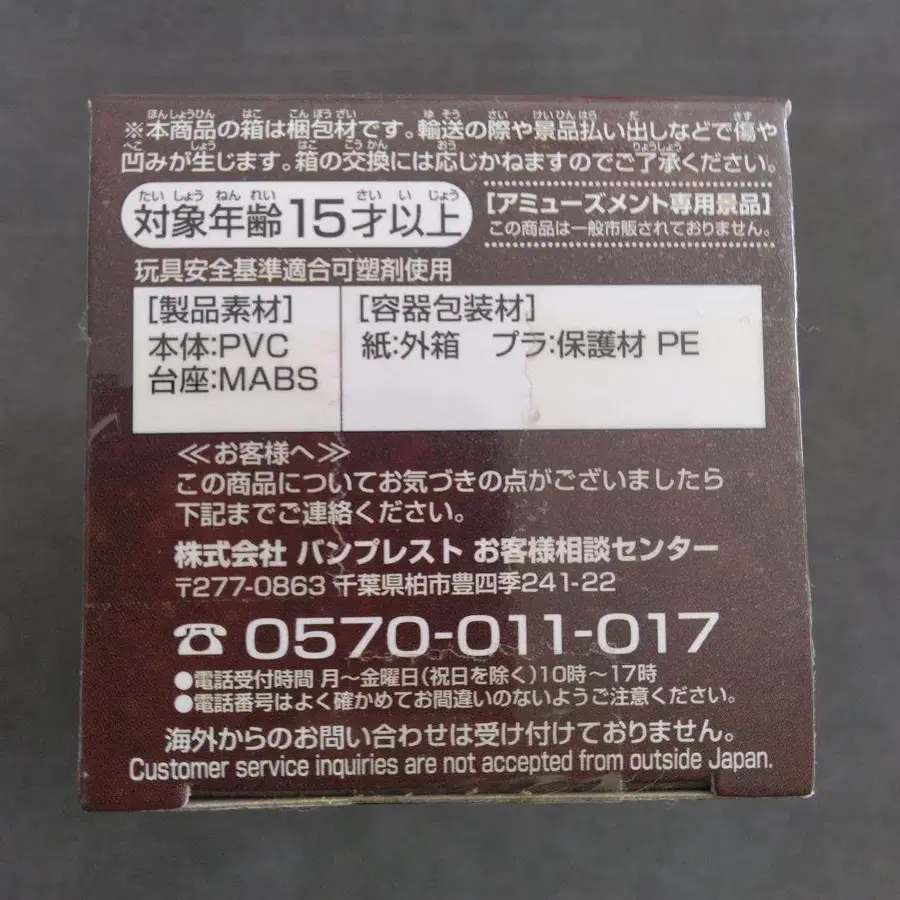 ※本商品の箱は梱包材です。輸送の際や景品払い出しなどで傷や
凹みが生じます。箱の交換には応じかねますのでご了承ください。
対象年齢15才以上
[アミューズメント専用景品]
この商品は一般市販されておりません。
玩具安全基準適合可塑剤使用
[製品素材]
本体:PVC
台座:MABS
[容器包装材]
紙:外箱 プラ:保護材 PE
≪お客様へ≫
この商品についてお気づきの点がございましたら
下記までご連絡ください。
株式会社 バンプレスト お客様相談センター
〒277-0863 千葉県柏市豊四季241-22
☎ 0570-011-017
●電話受付時間 月～金曜日(祝日を除く)10時～17時
●電話番号はよく確かめてお間違いのないようご注意ください。
海外からのお問い合わせは受け付けておりません。
Customer service inquiries are not accepted from outside Japan.